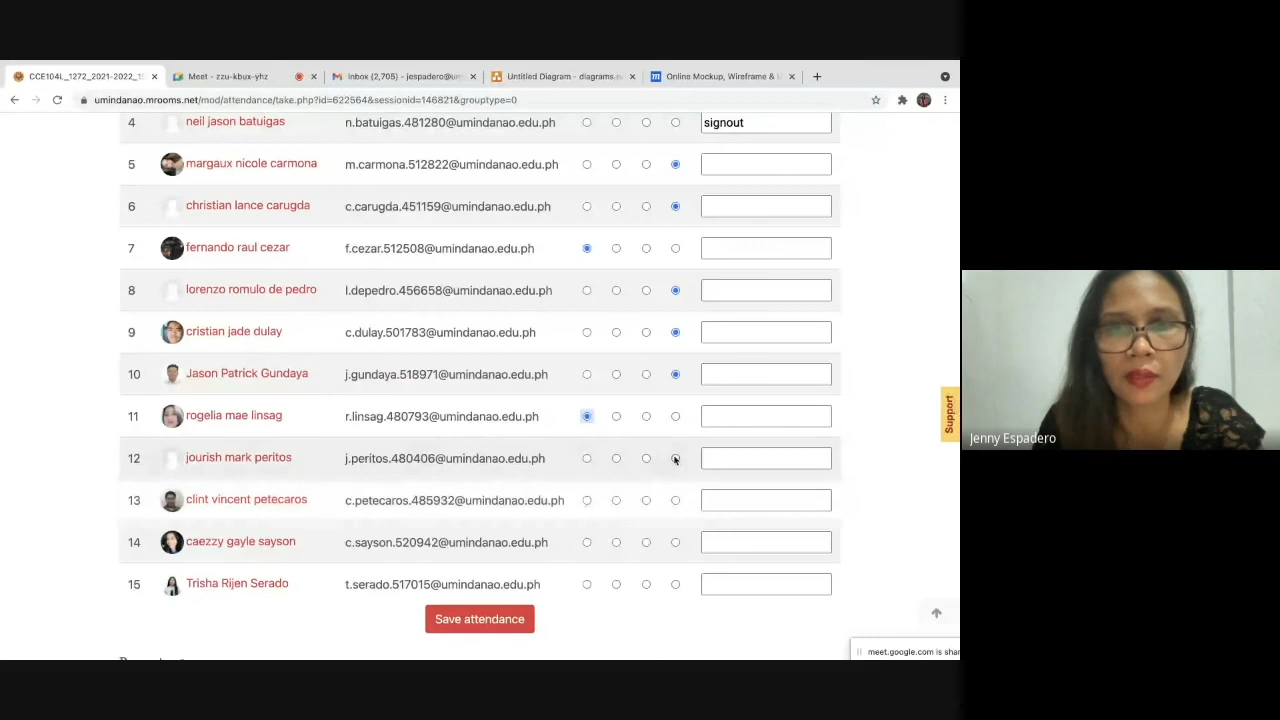 CCE104L_1272_2021-2022_1S
Meet - zzu-kbux-yhz
Inbox (2,705) - jespadero@um
Untitled Diagram - diagrams.n
Online Mockup, Wireframe & U
umindanao.mrooms.net/mod/attendance/take.php?id=622564&sessionid=146821&grouptype=0
4 neil jason batuigas n.batuigas.481280@umindanao.edu.ph signout
5 margaux nicole carmona m.carmona.512822@umindanao.edu.ph
6 christian lance carugda c.carugda.451159@umindanao.edu.ph
7 fernando raul cezar f.cezar.512508@umindanao.edu.ph
8 lorenzo romulo de pedro l.depedro.456658@umindanao.edu.ph
9 cristian jade dulay c.dulay.501783@umindanao.edu.ph
10 Jason Patrick Gundaya j.gundaya.518971@umindanao.edu.ph
11 rogelia mae linsag r.linsag.480793@umindanao.edu.ph
12 jourish mark peritos j.peritos.480406@umindanao.edu.ph
13 clint vincent petecaros c.petecaros.485932@umindanao.edu.ph
14 caezzy gayle sayson c.sayson.520942@umindanao.edu.ph
15 Trisha Rijen Serado t.serado.517015@umindanao.edu.ph
Save attendance
Support
meet.google.com is shar
Jenny Espadero